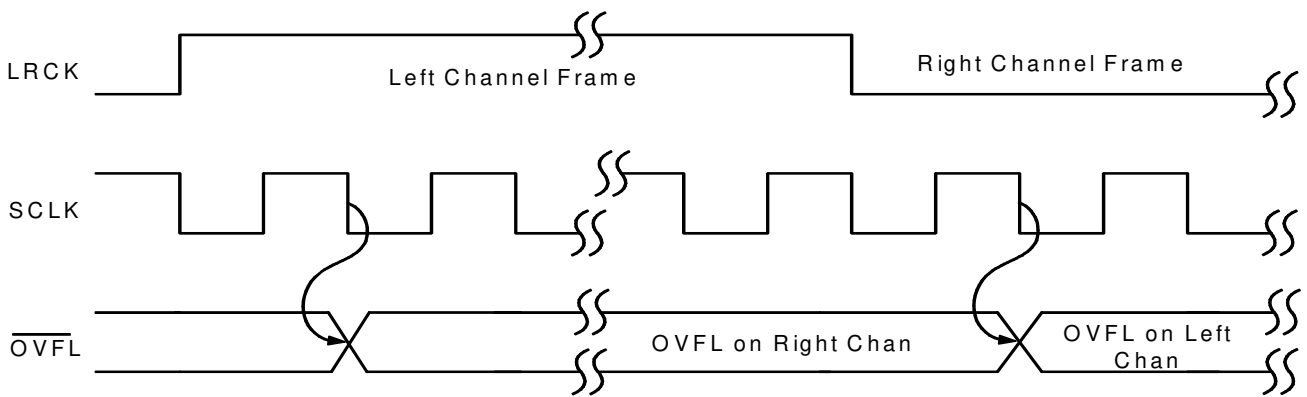 LRCK
Left Channel Frame
Right Channel Frame
SCLK
OVFL
OVFL on Right Chan
OVFL on Left
Chan